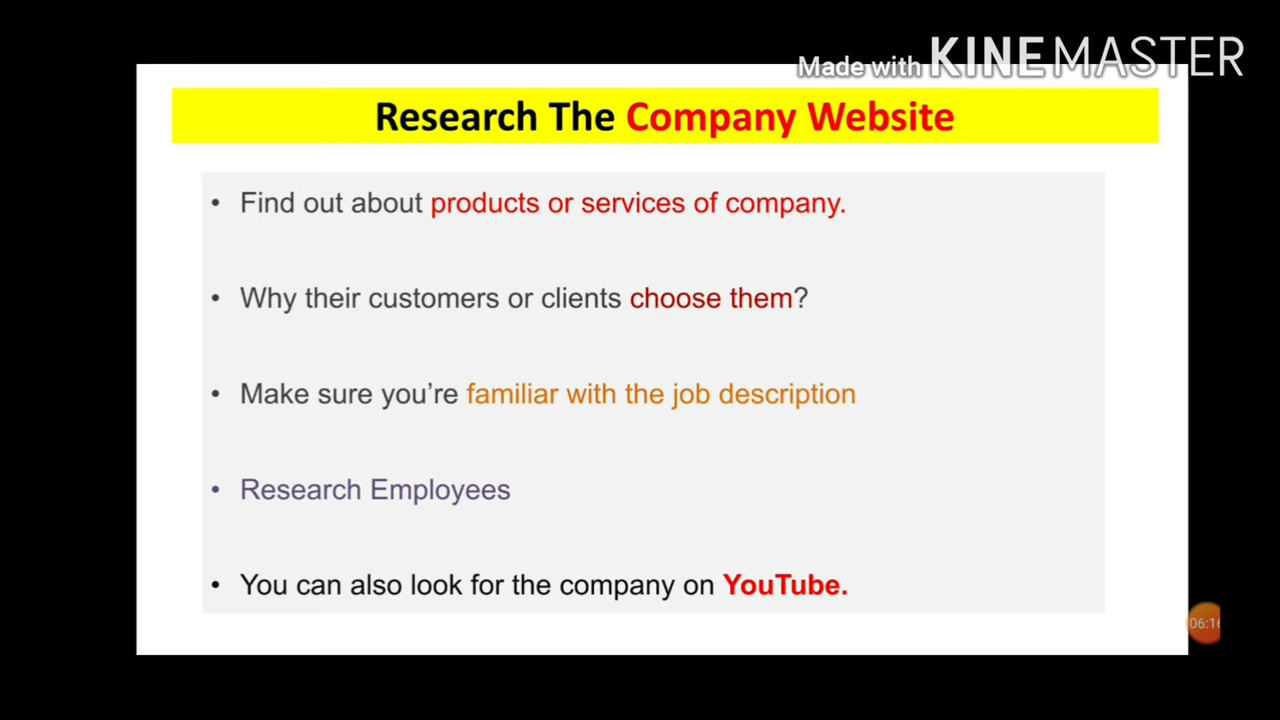 Made with KINEMASTER
Research The Company Website
• Find out about products or services of company.
• Why their customers or clients choose them?
• Make sure you’re familiar with the job description
• Research Employees
• You can also look for the company on YouTube.
06:16